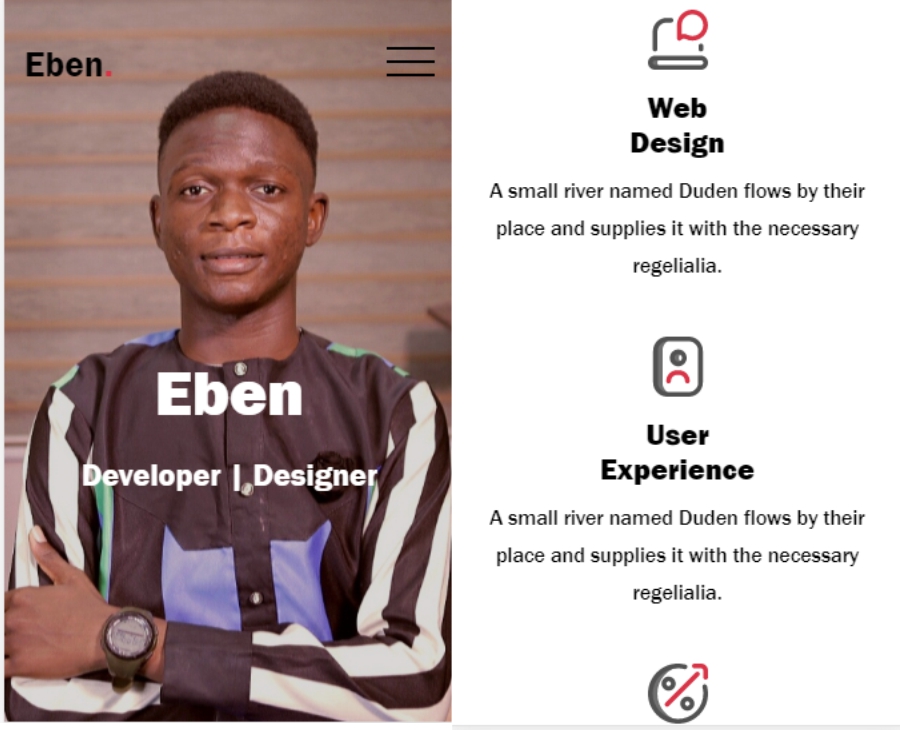 Eben.
Eben
Developer | Designer
Web
Design
A small river named Duden flows by their
place and supplies it with the necessary
regelialia.
User
Experience
A small river named Duden flows by their
place and supplies it with the necessary
regelialia.